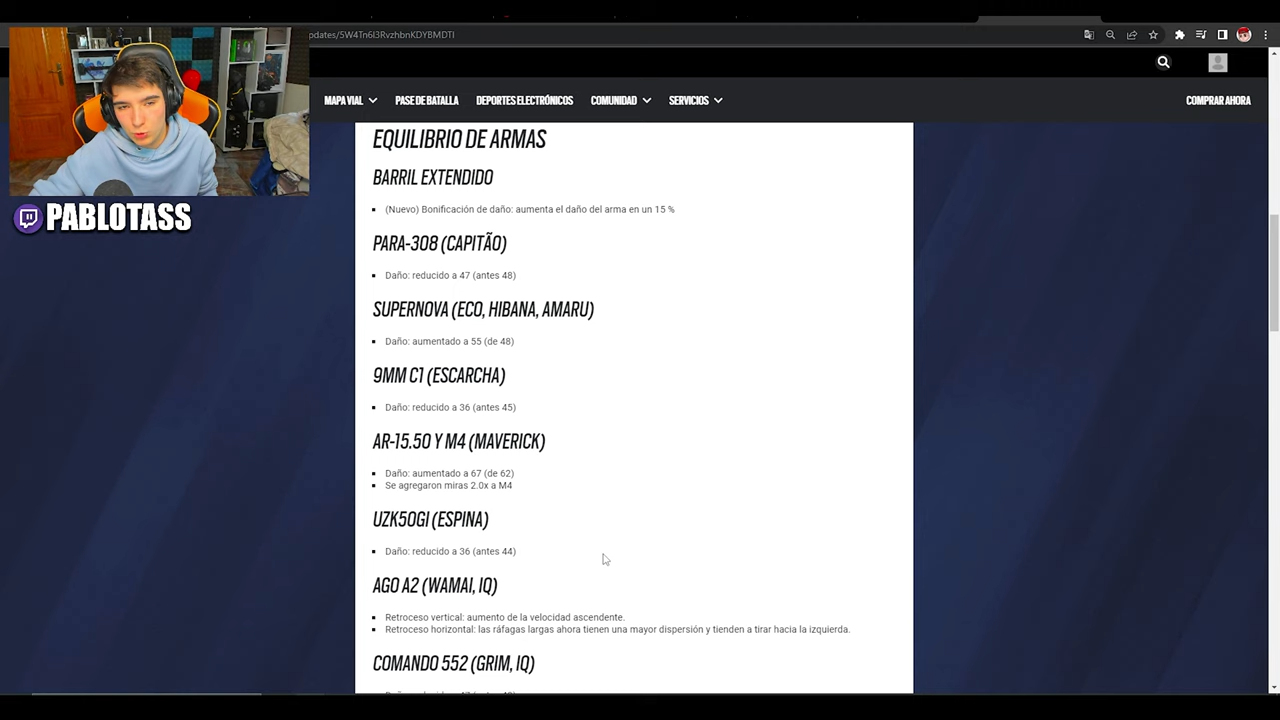 pdates/5W4Tn6I3RvzhbnKDYBMDTI
MAPA VIAL
PASE DE BATALLA
DEPORTES ELECTRÓNICOS
COMUNIDAD
SERVICIOS
COMPRAR AHORA
PABLOTASS
EQUILIBRIO DE ARMAS
BARRIL EXTENDIDO
(Nuevo) Bonificación de daño: aumenta el daño del arma en un 15 %
PARA-308 (CAPITÃO)
Daño: reducido a 47 (antes 48)
SUPERNOVA (ECO, HIBANA, AMARU)
Daño: aumentado a 55 (de 48)
9MM C1 (ESCARCHA)
Daño: reducido a 36 (antes 45)
AR-15.50 Y M4 (MAVERICK)
Daño: aumentado a 67 (de 62)
Se agregaron miras 2.0x a M4
UZK50GI (ESPINA)
Daño: reducido a 36 (antes 44)
AGO A2 (WAMAI, IQ)
Retroceso vertical: aumento de la velocidad ascendente.
Retroceso horizontal: las ráfagas largas ahora tienen una mayor dispersión y tienden a tirar hacia la izquierda.
COMANDO 552 (GRIM, IQ)